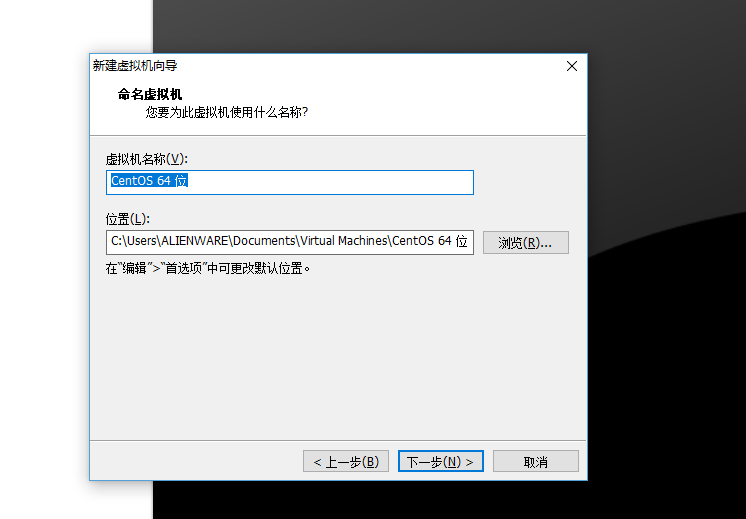 新建虚拟机向导
命名虚拟机
您要为此虚拟机使用什么名称?
虚拟机名称(V):
CentOS 64 位
位置(L):
C:\Users\ALIENWARE\Documents\Virtual Machines\CentOS 64 位
浏览(R)...
在“编辑”>“首选项”中可更改默认位置。
< 上一步(B)
下一步(N) >
取消